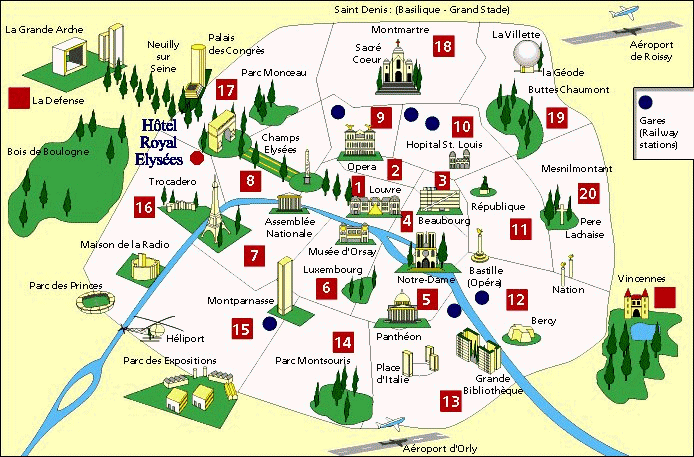 Saint Denis: (Basilique - Grand Stade)
La Grande Arche
Neuilly
sur
Seine
Palais
des Congrès
Montmartre
Sacré
Coeur
18
La Villette
la Géode
Aéroport
de Roissy
La Defense
17
Parc Monceau
Buttes Chaumont
Gares
(Railway
stations)
Hôtel
Royal
Elysées
Champs
Elysées
9
10
19
Bois de Boulogne
Opera
Hopital St. Louis
Trocadero
8
1
2
Louvre
3
Mesnilmontant
16
Assemblée
Nationale
4
Beaubourg
République
20
Pere
Lachaise
11
Maison de la Radio
7
Musée d'Orsay
Luxembourg
6
Notre-Dame
Bastille
(Opéra)
Nation
Vincennes
Parc des Princes
Montparnasse
5
12
Héliport
15
Panthéon
Bercy
Parc des Expositions
14
Parc Montsouris
Place
d'Italie
Grande
Bibliothèque
13
Aéroport d'Orly